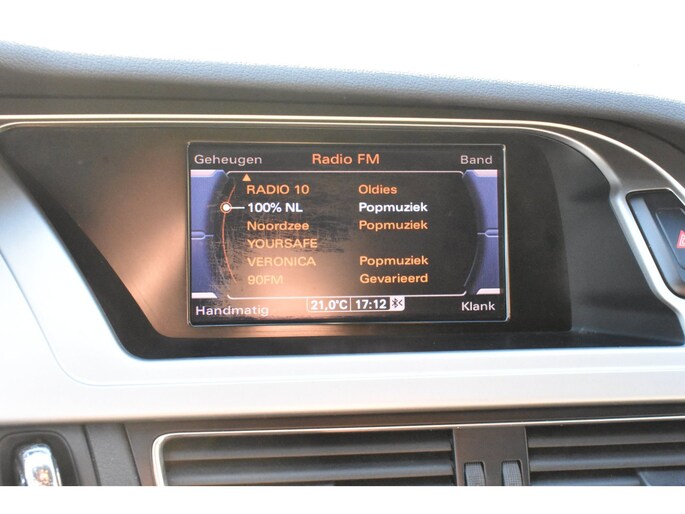 Geheugen Radio FM Band
RADIO 10 Oldies
100% NL Popmuziek
Noordzee Popmuziek
YOURSAFE
VERONICA Popmuziek
90FM Gevarieerd
Handmatig 21,0°C 17:12 Klank